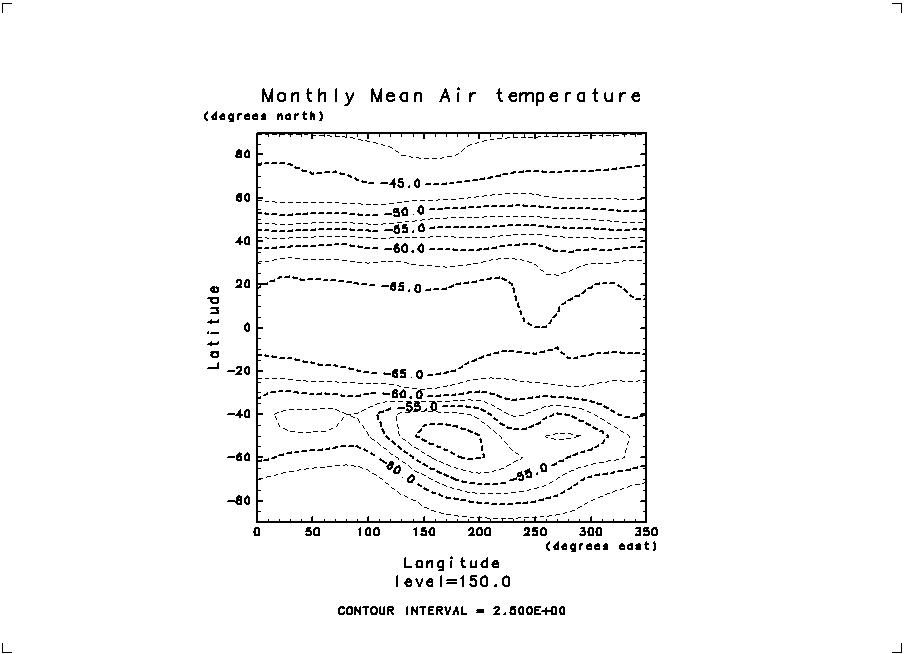 Monthly Mean Air temperature
(degrees north)
80
-45.0
60
-50.0
-55.0
40
-60.0
20
-65.0
Latitude
0
-20
-65.0
-60.0
-55.0
-40
-60
-60.0
-55.0
-80
0 50 100 150 200 250 300 350
(degrees east)
Longitude
level=150.0
CONTOUR INTERVAL = 2.500E+00